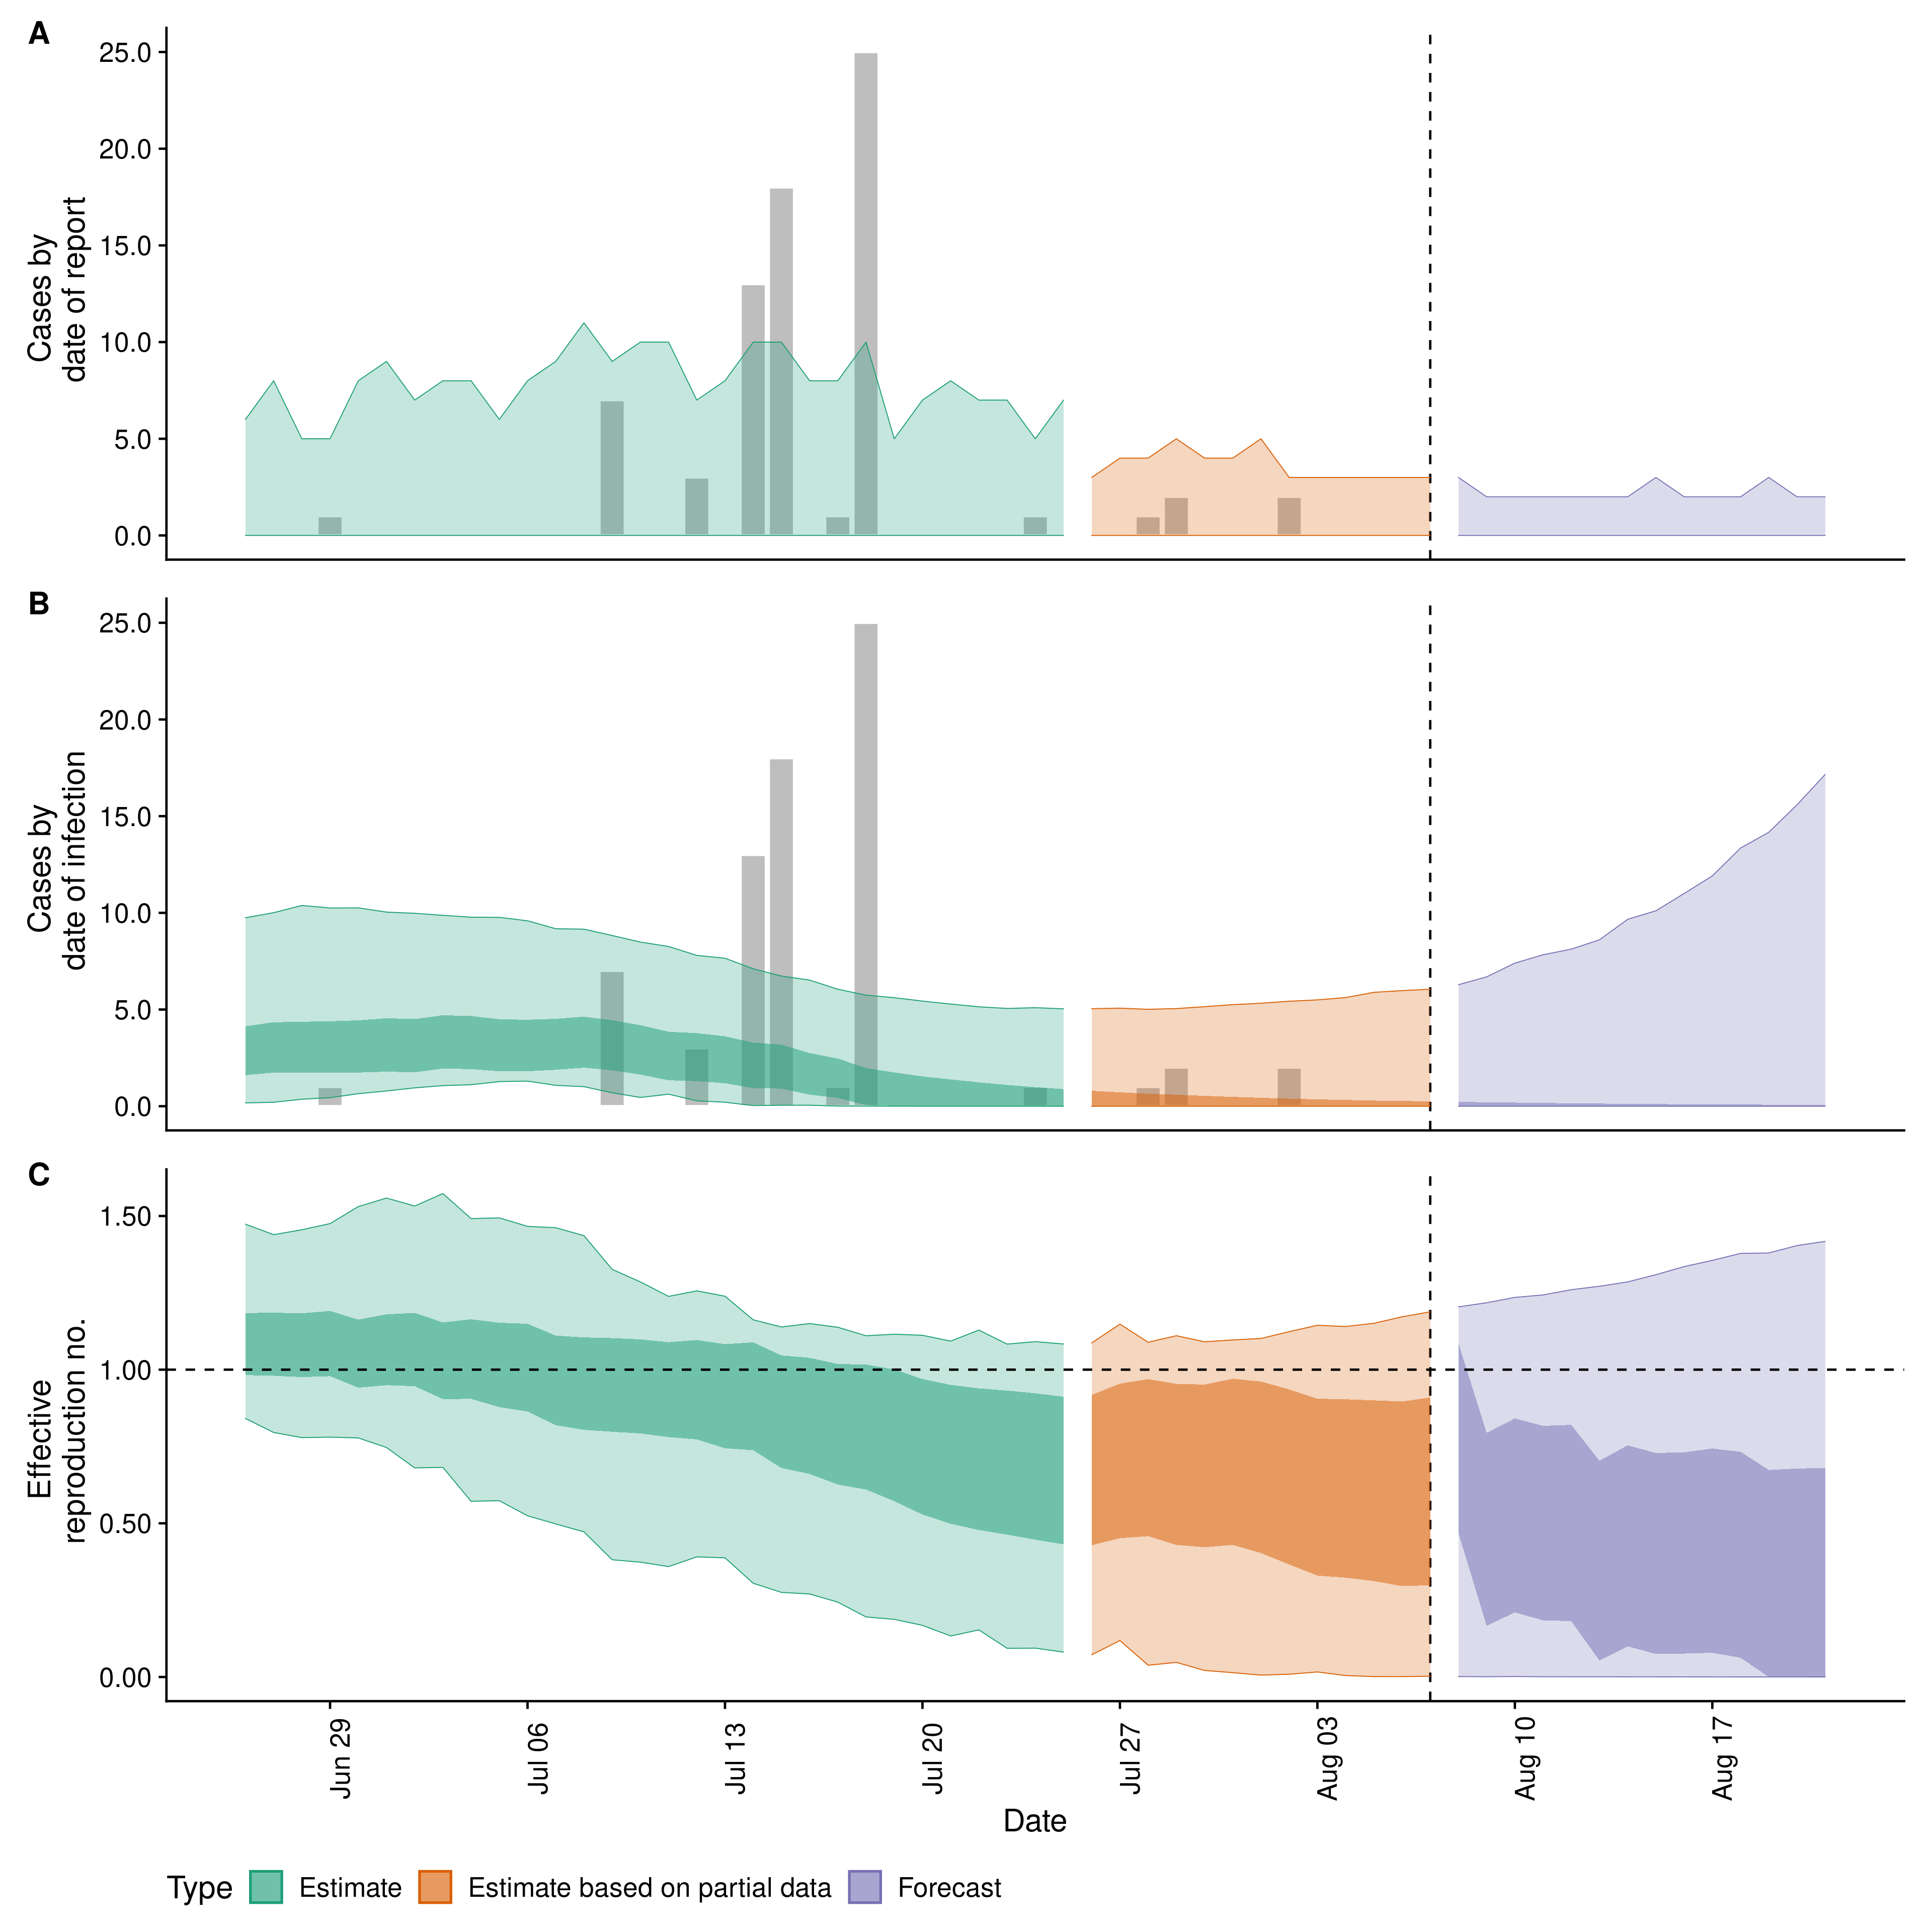 A
25.0
20.0
15.0
10.0
5.0
0.0
Cases by
date of report
B
25.0
20.0
15.0
10.0
5.0
0.0
Cases by
date of infection
C
1.50
1.00
0.50
0.00
Effective
reproduction no.
Jun 29
Jul 06
Jul 13
Jul 20
Jul 27
Aug 03
Aug 10
Aug 17
Date
Type Estimate Estimate based on partial data Forecast